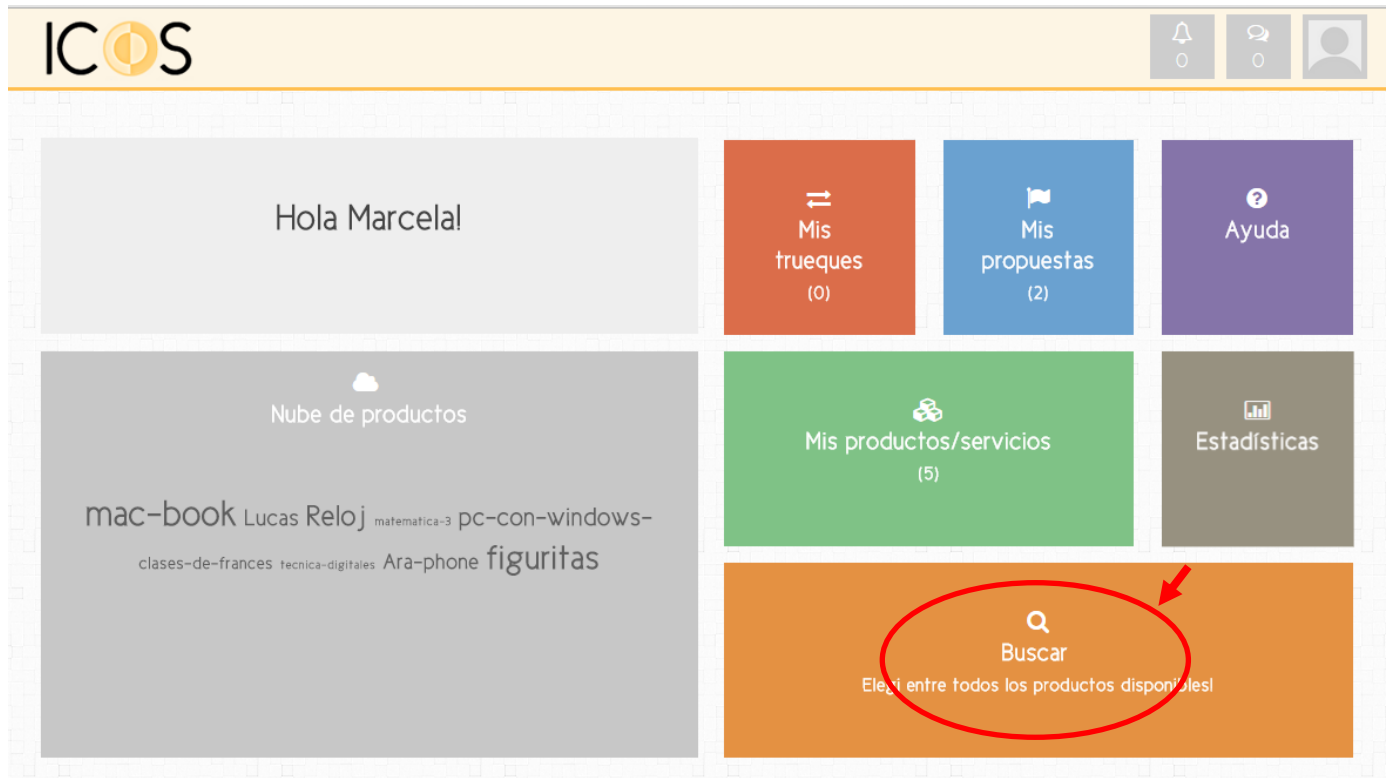 ICOS
0
0
Hola Marcela!
Mis
trueques
(0)
Mis
propuestas
(2)
Ayuda
Nube de productos
mac-book Lucas Reloj matematica-3 pc-con-windows-
clases-de-frances tecnica-digitales Ara-phone figuritas
Mis productos/servicios
(5)
Estadísticas
Buscar
Elegi entre todos los productos disponibles!